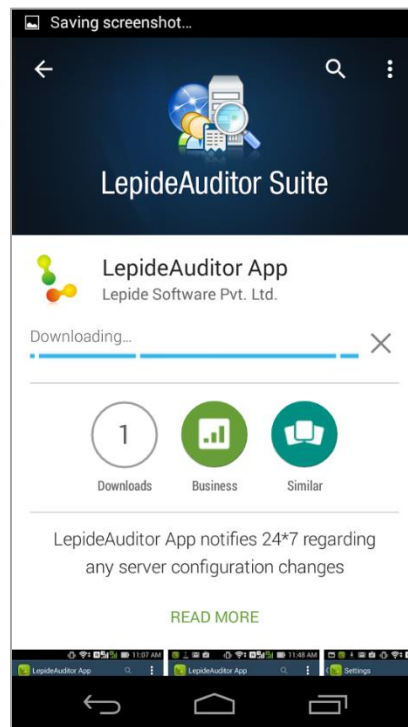 Saving screenshot...
LepideAuditor Suite
LepideAuditor App
Lepide Software Pvt. Ltd.
Downloading...
1
Downloads
Business
Similar
LepideAuditor App notifies 24*7 regarding
any server configuration changes
READ MORE
11:07 AM
11:48 AM
LepideAuditor App
LepideAuditor App
Settings